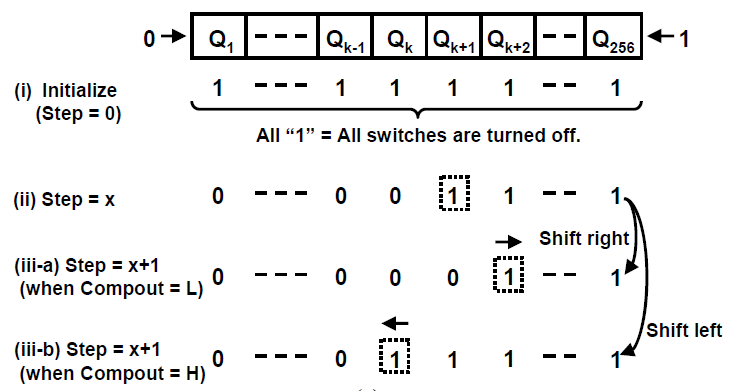 0 Q1 Qk-1 Qk Qk+1 Qk+2 Q256 1
(i) Initialize 1 1 1 1 1 1
(Step = 0)
All “1” = All switches are turned off.
(ii) Step = x 0 0 0 1 1 1
Shift right
(iii-a) Step = x+1 0 0 0 0 1 1
(when Compout = L)
Shift left
(iii-b) Step = x+1 0 0 1 1 1 1
(when Compout = H)